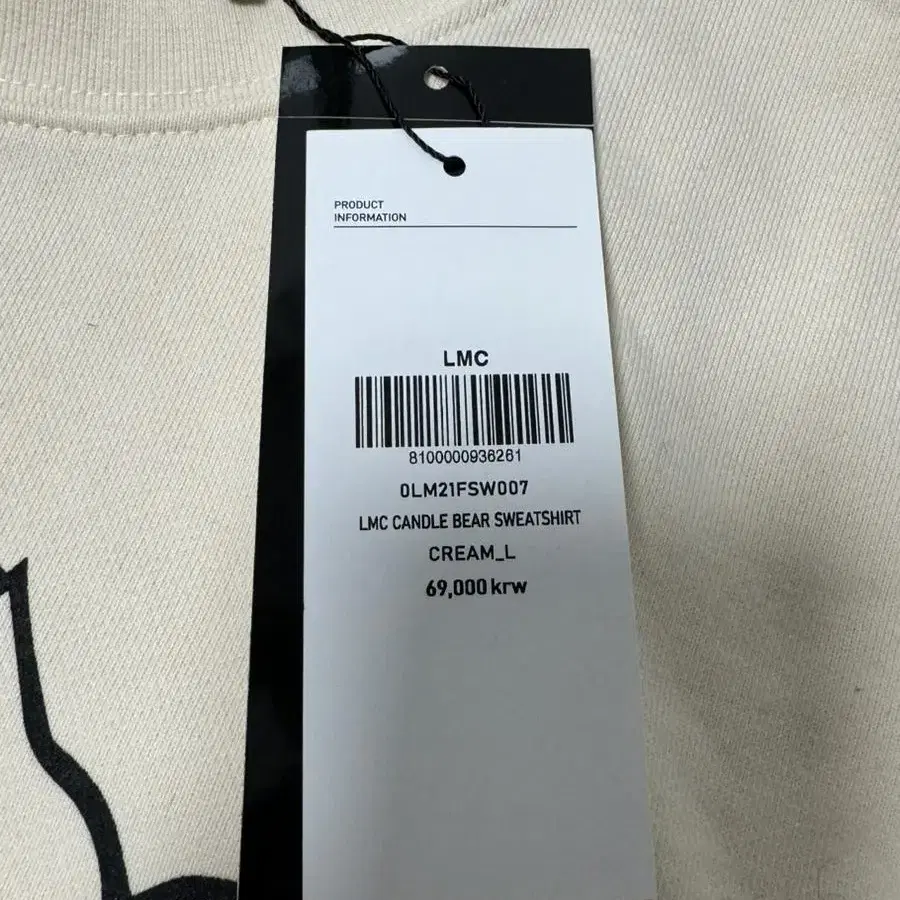 PRODUCT
INFORMATION
LMC
8100000936261
0LM21FSW007
LMC CANDLE BEAR SWEATSHIRT
CREAM_L
69,000 krw